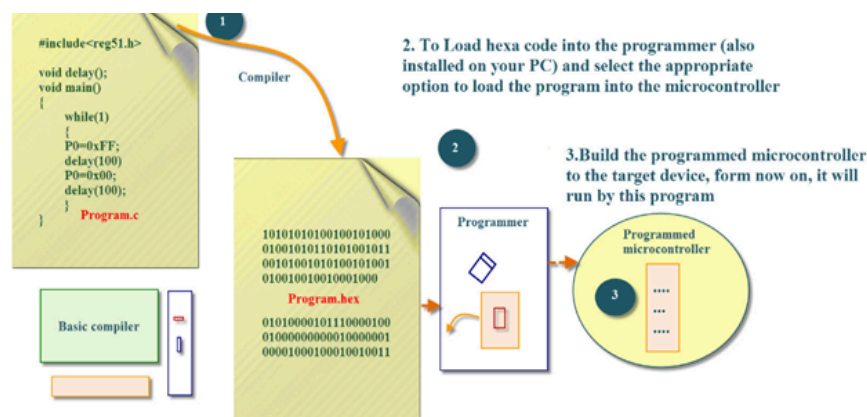 1
#include<reg51.h>
void delay();
void main()
{
while(1)
{
P0=0xFF;
delay(100)
P0=0x00;
delay(100);
}
}
Program.c
Compiler
2. To Load hexa code into the programmer (also
installed on your PC) and select the appropriate
option to load the program into the microcontroller
2
3.Build the programmed microcontroller
to the target device, form now on, it will
run by this program
10101010100100101000
01001010110101001011
00101001010100101001
010010010010001000
Program.hex
01010000101110000100
01000000000010000001
00001000100010010011
Programmer
Programmed
microcontroller
3
Basic compiler